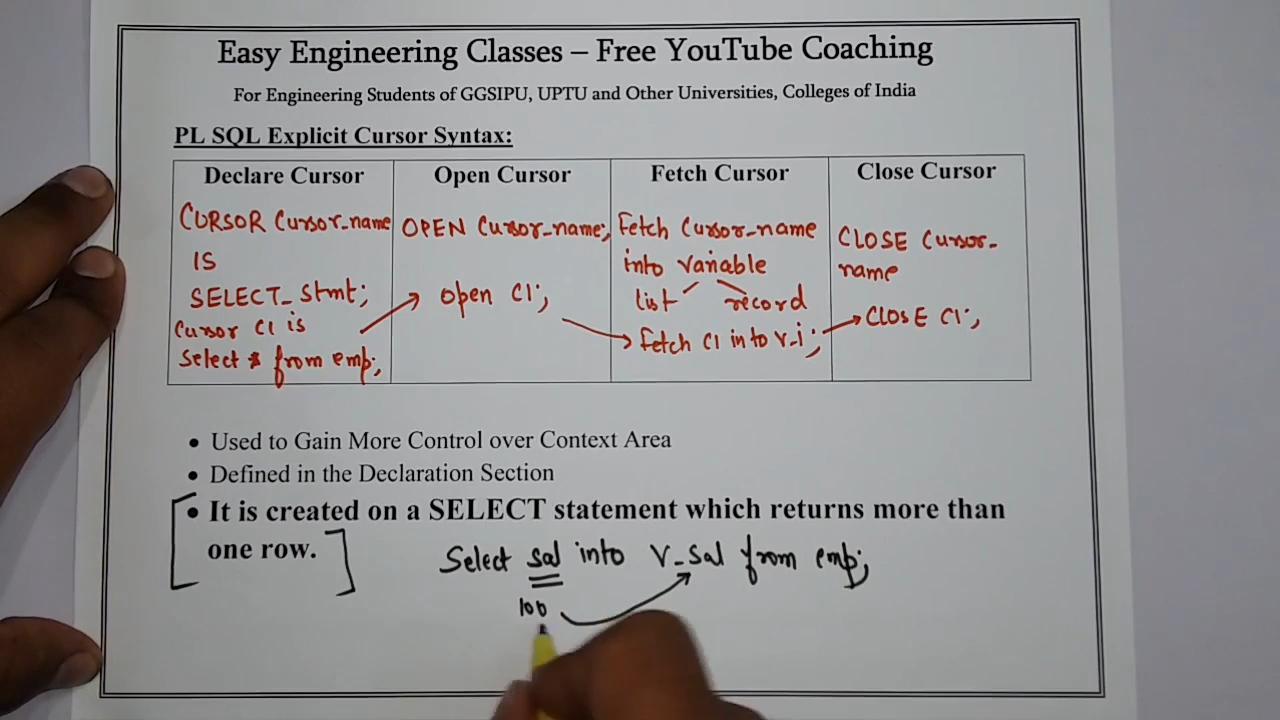 Easy Engineering Classes – Free YouTube Coaching
For Engineering Students of GGSIPU, UPTU and Other Universities, Colleges of India
PL SQL Explicit Cursor Syntax:
Declare Cursor
CURSOR Cursor_name
IS
SELECT_Stmt;
Cursor C1 is
Select * from emp;
Open Cursor
OPEN Cursor_name;
open C1;
Fetch Cursor
Fetch Cursor_name
into variable
list record
Fetch C1 into v_i;
Close Cursor
CLOSE Cursor-
name
CLOSE C1;
• Used to Gain More Control over Context Area
• Defined in the Declaration Section
• It is created on a SELECT statement which returns more than
one row.
Select sal into v_sal from emp;
100